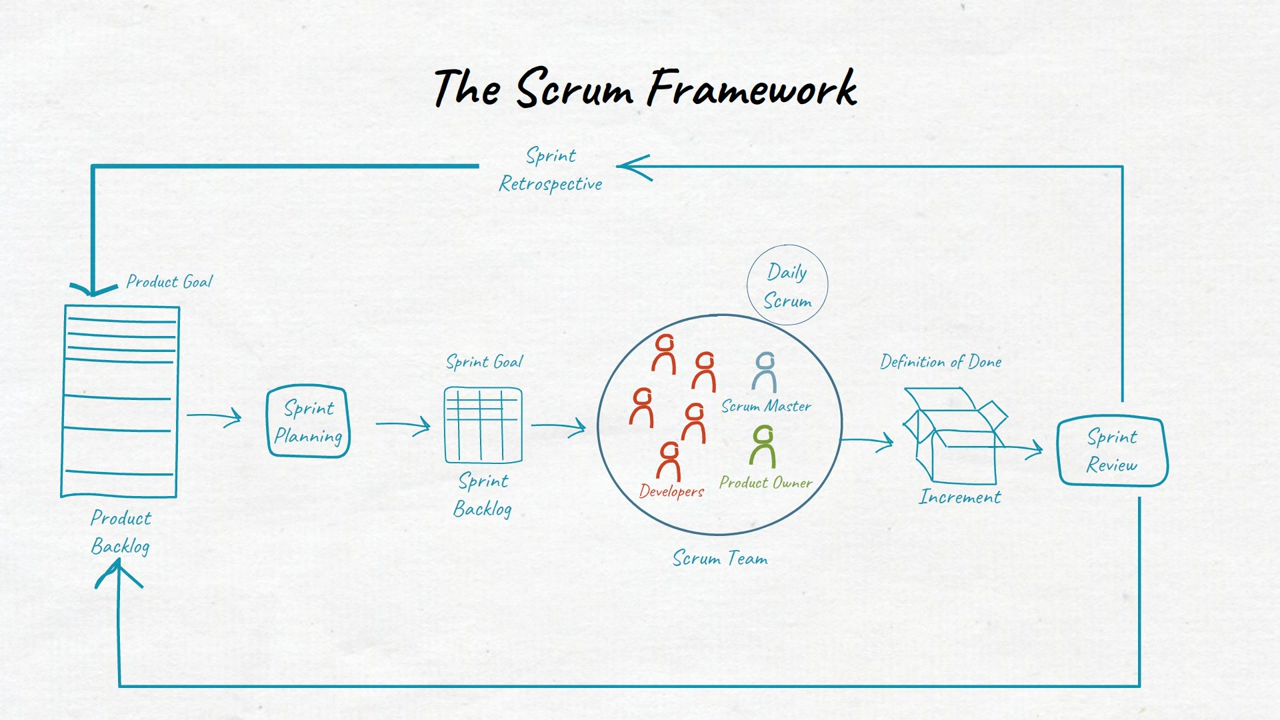 The Scrum Framework
Sprint
Retrospective
Product Goal
Daily
Scrum
Sprint Goal
Definition of Done
Sprint
Planning
Scrum Master
Sprint
Review
Developers
Product Owner
Sprint
Backlog
Increment
Product
Backlog
Scrum Team